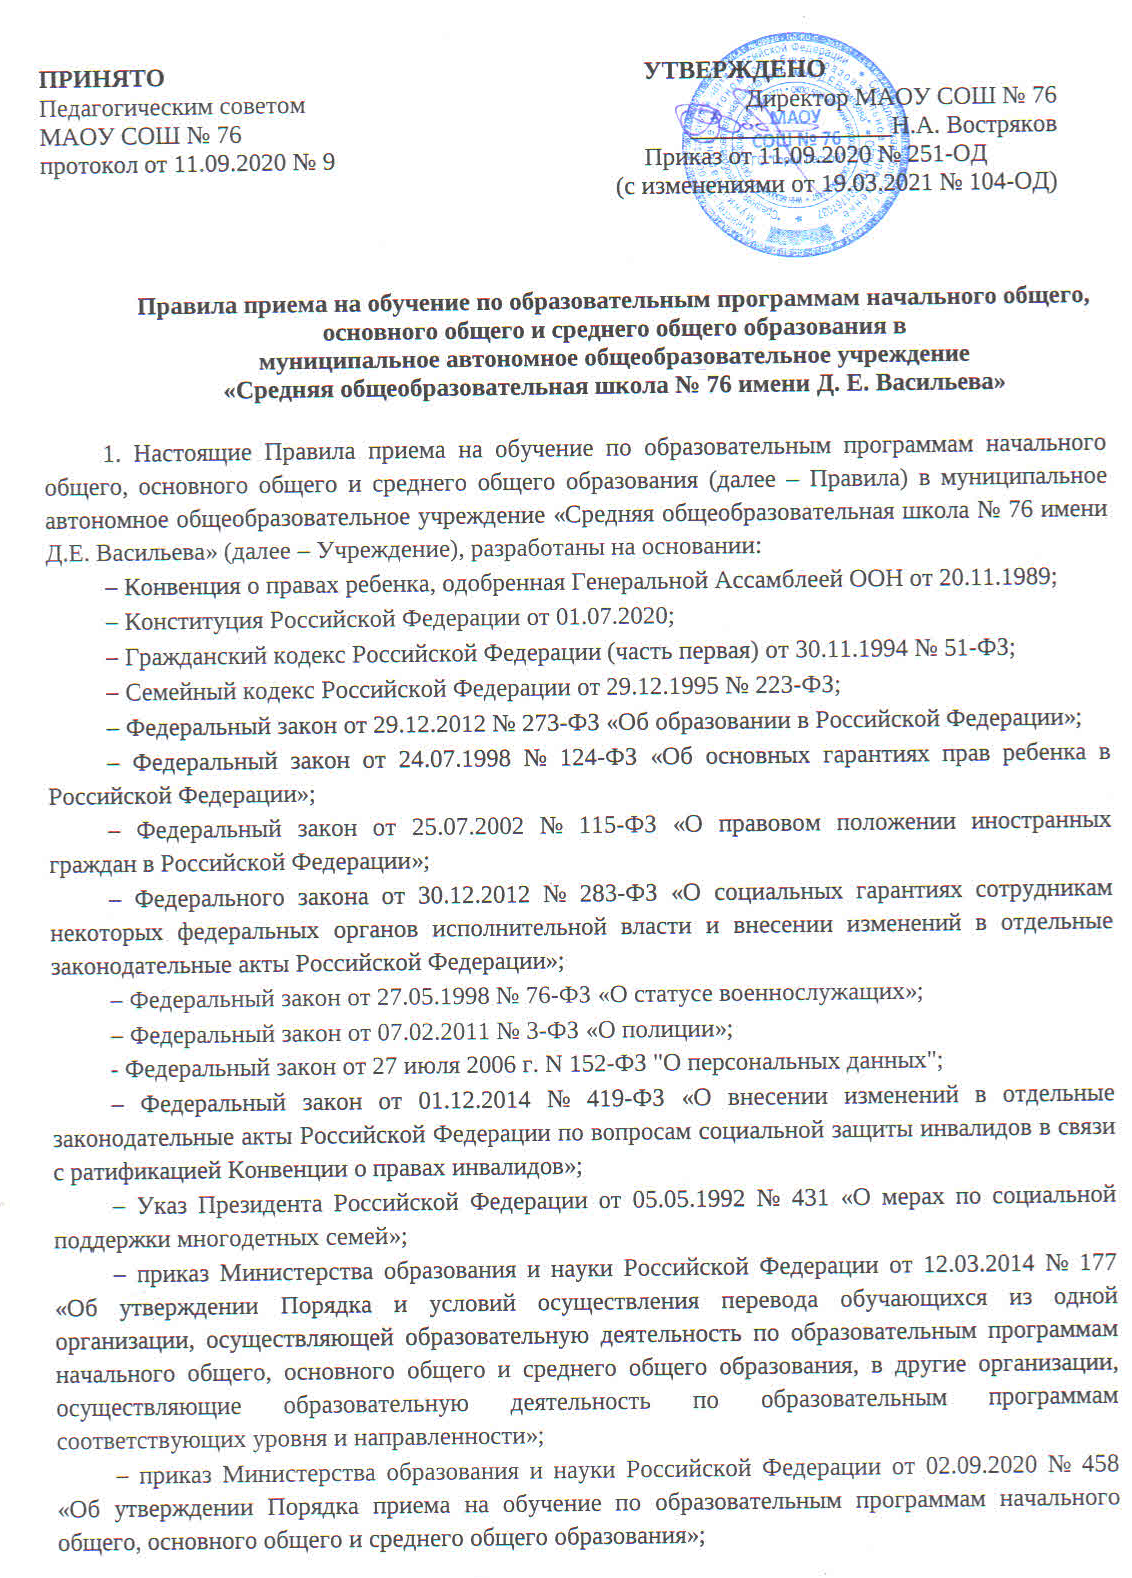 ПРИНЯТО
Педагогическим советом
МАОУ СОШ № 76
протокол от 11.09.2020 № 9
УТВЕРЖДЕНО
Директор МАОУ СОШ № 76
Н.А. Востряков
Приказ от 11.09.2020 № 251-ОД
(с изменениями от 19.03.2021 № 104-ОД)
МАОУ
СОШ № 76
Правила приема на обучение по образовательным программам начального общего,
основного общего и среднего общего образования в
муниципальное автономное общеобразовательное учреждение
«Средняя общеобразовательная школа № 76 имени Д. Е. Васильева»
1. Настоящие Правила приема на обучение по образовательным программам начального
общего, основного общего и среднего общего образования (далее – Правила) в муниципальное
автономное общеобразовательное учреждение «Средняя общеобразовательная школа № 76 имени
Д.Е. Васильева» (далее – Учреждение), разработаны на основании:
– Конвенция о правах ребенка, одобренная Генеральной Ассамблеей ООН от 20.11.1989;
– Конституция Российской Федерации от 01.07.2020;
– Гражданский кодекс Российской Федерации (часть первая) от 30.11.1994 № 51-ФЗ;
– Семейный кодекс Российской Федерации от 29.12.1995 № 223-ФЗ;
– Федеральный закон от 29.12.2012 № 273-ФЗ «Об образовании в Российской Федерации»;
– Федеральный закон от 24.07.1998 № 124-ФЗ «Об основных гарантиях прав ребенка в
Российской Федерации»;
– Федеральный закон от 25.07.2002 № 115-ФЗ «О правовом положении иностранных
граждан в Российской Федерации»;
– Федерального закона от 30.12.2012 № 283-ФЗ «О социальных гарантиях сотрудникам
некоторых федеральных органов исполнительной власти и внесении изменений в отдельные
законодательные акты Российской Федерации»;
– Федеральный закон от 27.05.1998 № 76-ФЗ «О статусе военнослужащих»;
– Федеральный закон от 07.02.2011 № 3-ФЗ «О полиции»;
- Федеральный закон от 27 июля 2006 г. N 152-ФЗ "О персональных данных";
– Федеральный закон от 01.12.2014 № 419-ФЗ «О внесении изменений в отдельные
законодательные акты Российской Федерации по вопросам социальной защиты инвалидов в связи
с ратификацией Конвенции о правах инвалидов»;
– Указ Президента Российской Федерации от 05.05.1992 № 431 «О мерах по социальной
поддержки многодетных семей»;
– приказ Министерства образования и науки Российской Федерации от 12.03.2014 № 177
«Об утверждении Порядка и условий осуществления перевода обучающихся из одной
организации, осуществляющей образовательную деятельность по образовательным программам
начального общего, основного общего и среднего общего образования, в другие организации,
осуществляющие образовательную деятельность по образовательным программам
соответствующих уровня и направленности»;
– приказ Министерства образования и науки Российской Федерации от 02.09.2020 № 458
«Об утверждении Порядка приема на обучение по образовательным программам начального
общего, основного общего и среднего общего образования»;